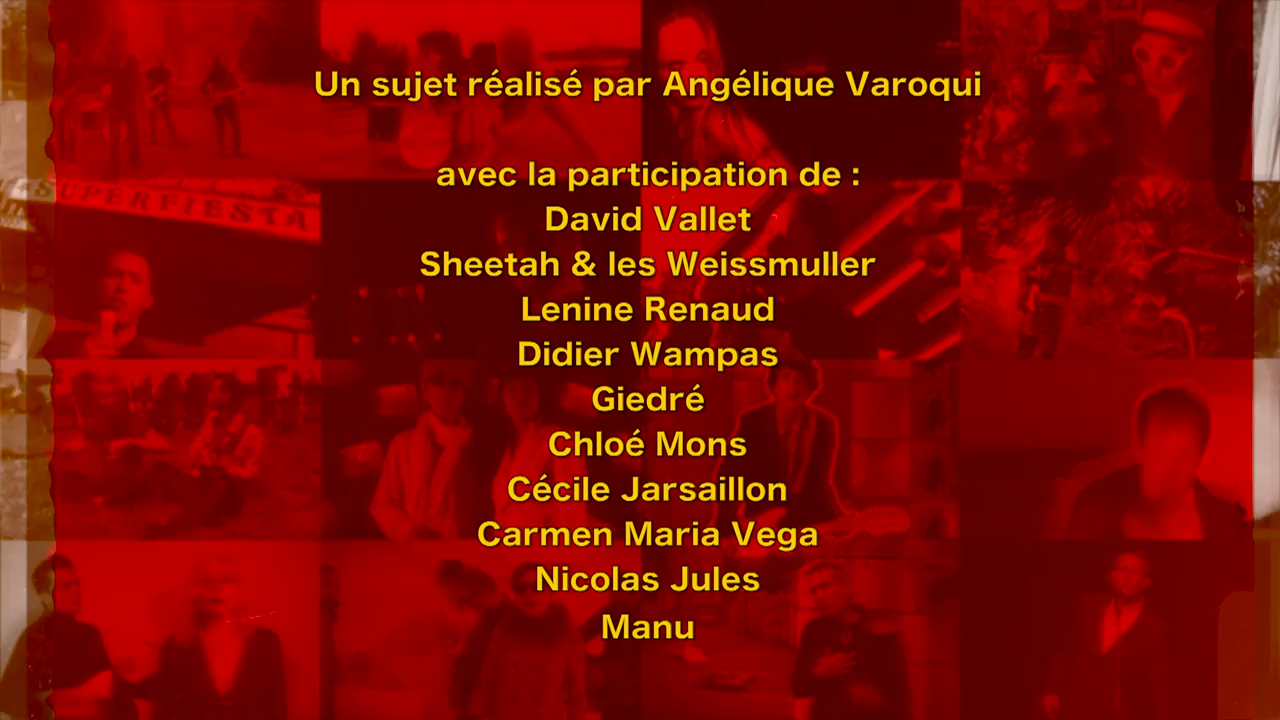 Un sujet réalisé par Angélique Varoqui
avec la participation de :
David Vallet
SUPERFIESTA
Sheetah & les Weissmuller
Lenine Renaud
Didier Wampas
Giedré
Chloé Mons
Cécile Jarsaillon
Carmen Maria Vega
Nicolas Jules
Manu